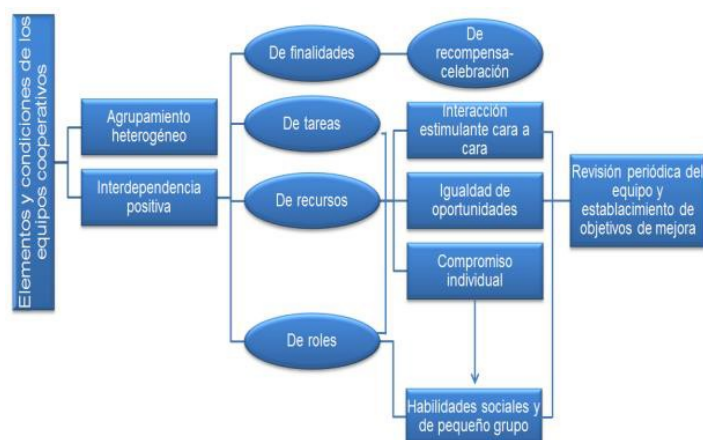 Elementos y condiciones de los
equipos cooperativos
Agrupamiento
heterogéneo
Interdependencia
positiva
De finalidades
De
recompensa-
celebración
De tareas
De recursos
De roles
Interacción
estimulante cara a
cara
Igualdad de
oportunidades
Compromiso
individual
Habilidades sociales y
de pequeño grupo
Revisión periódica del
equipo y
establacimiento de
objetivos de mejora